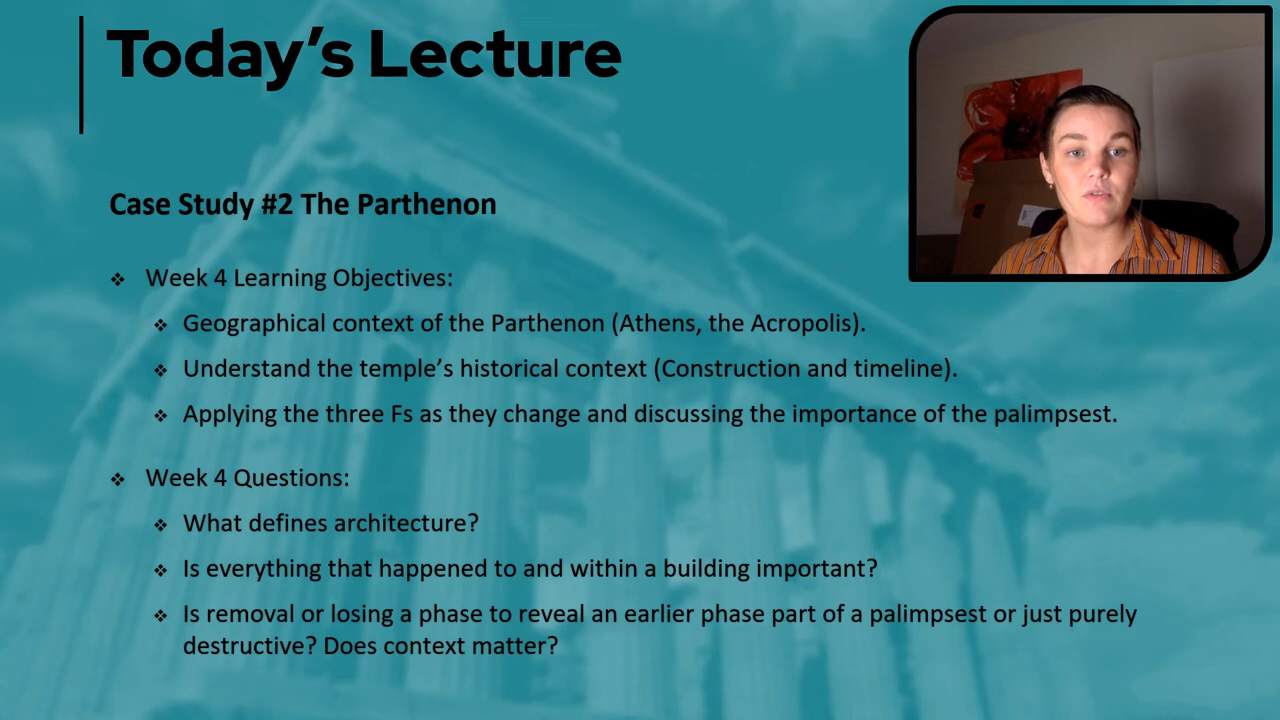 Today’s Lecture
Case Study #2 The Parthenon
❖ Week 4 Learning Objectives:
❖ Geographical context of the Parthenon (Athens, the Acropolis).
❖ Understand the temple’s historical context (Construction and timeline).
❖ Applying the three Fs as they change and discussing the importance of the palimpsest.
❖ Week 4 Questions:
❖ What defines architecture?
❖ Is everything that happened to and within a building important?
❖ Is removal or losing a phase to reveal an earlier phase part of a palimpsest or just purely
destructive? Does context matter?